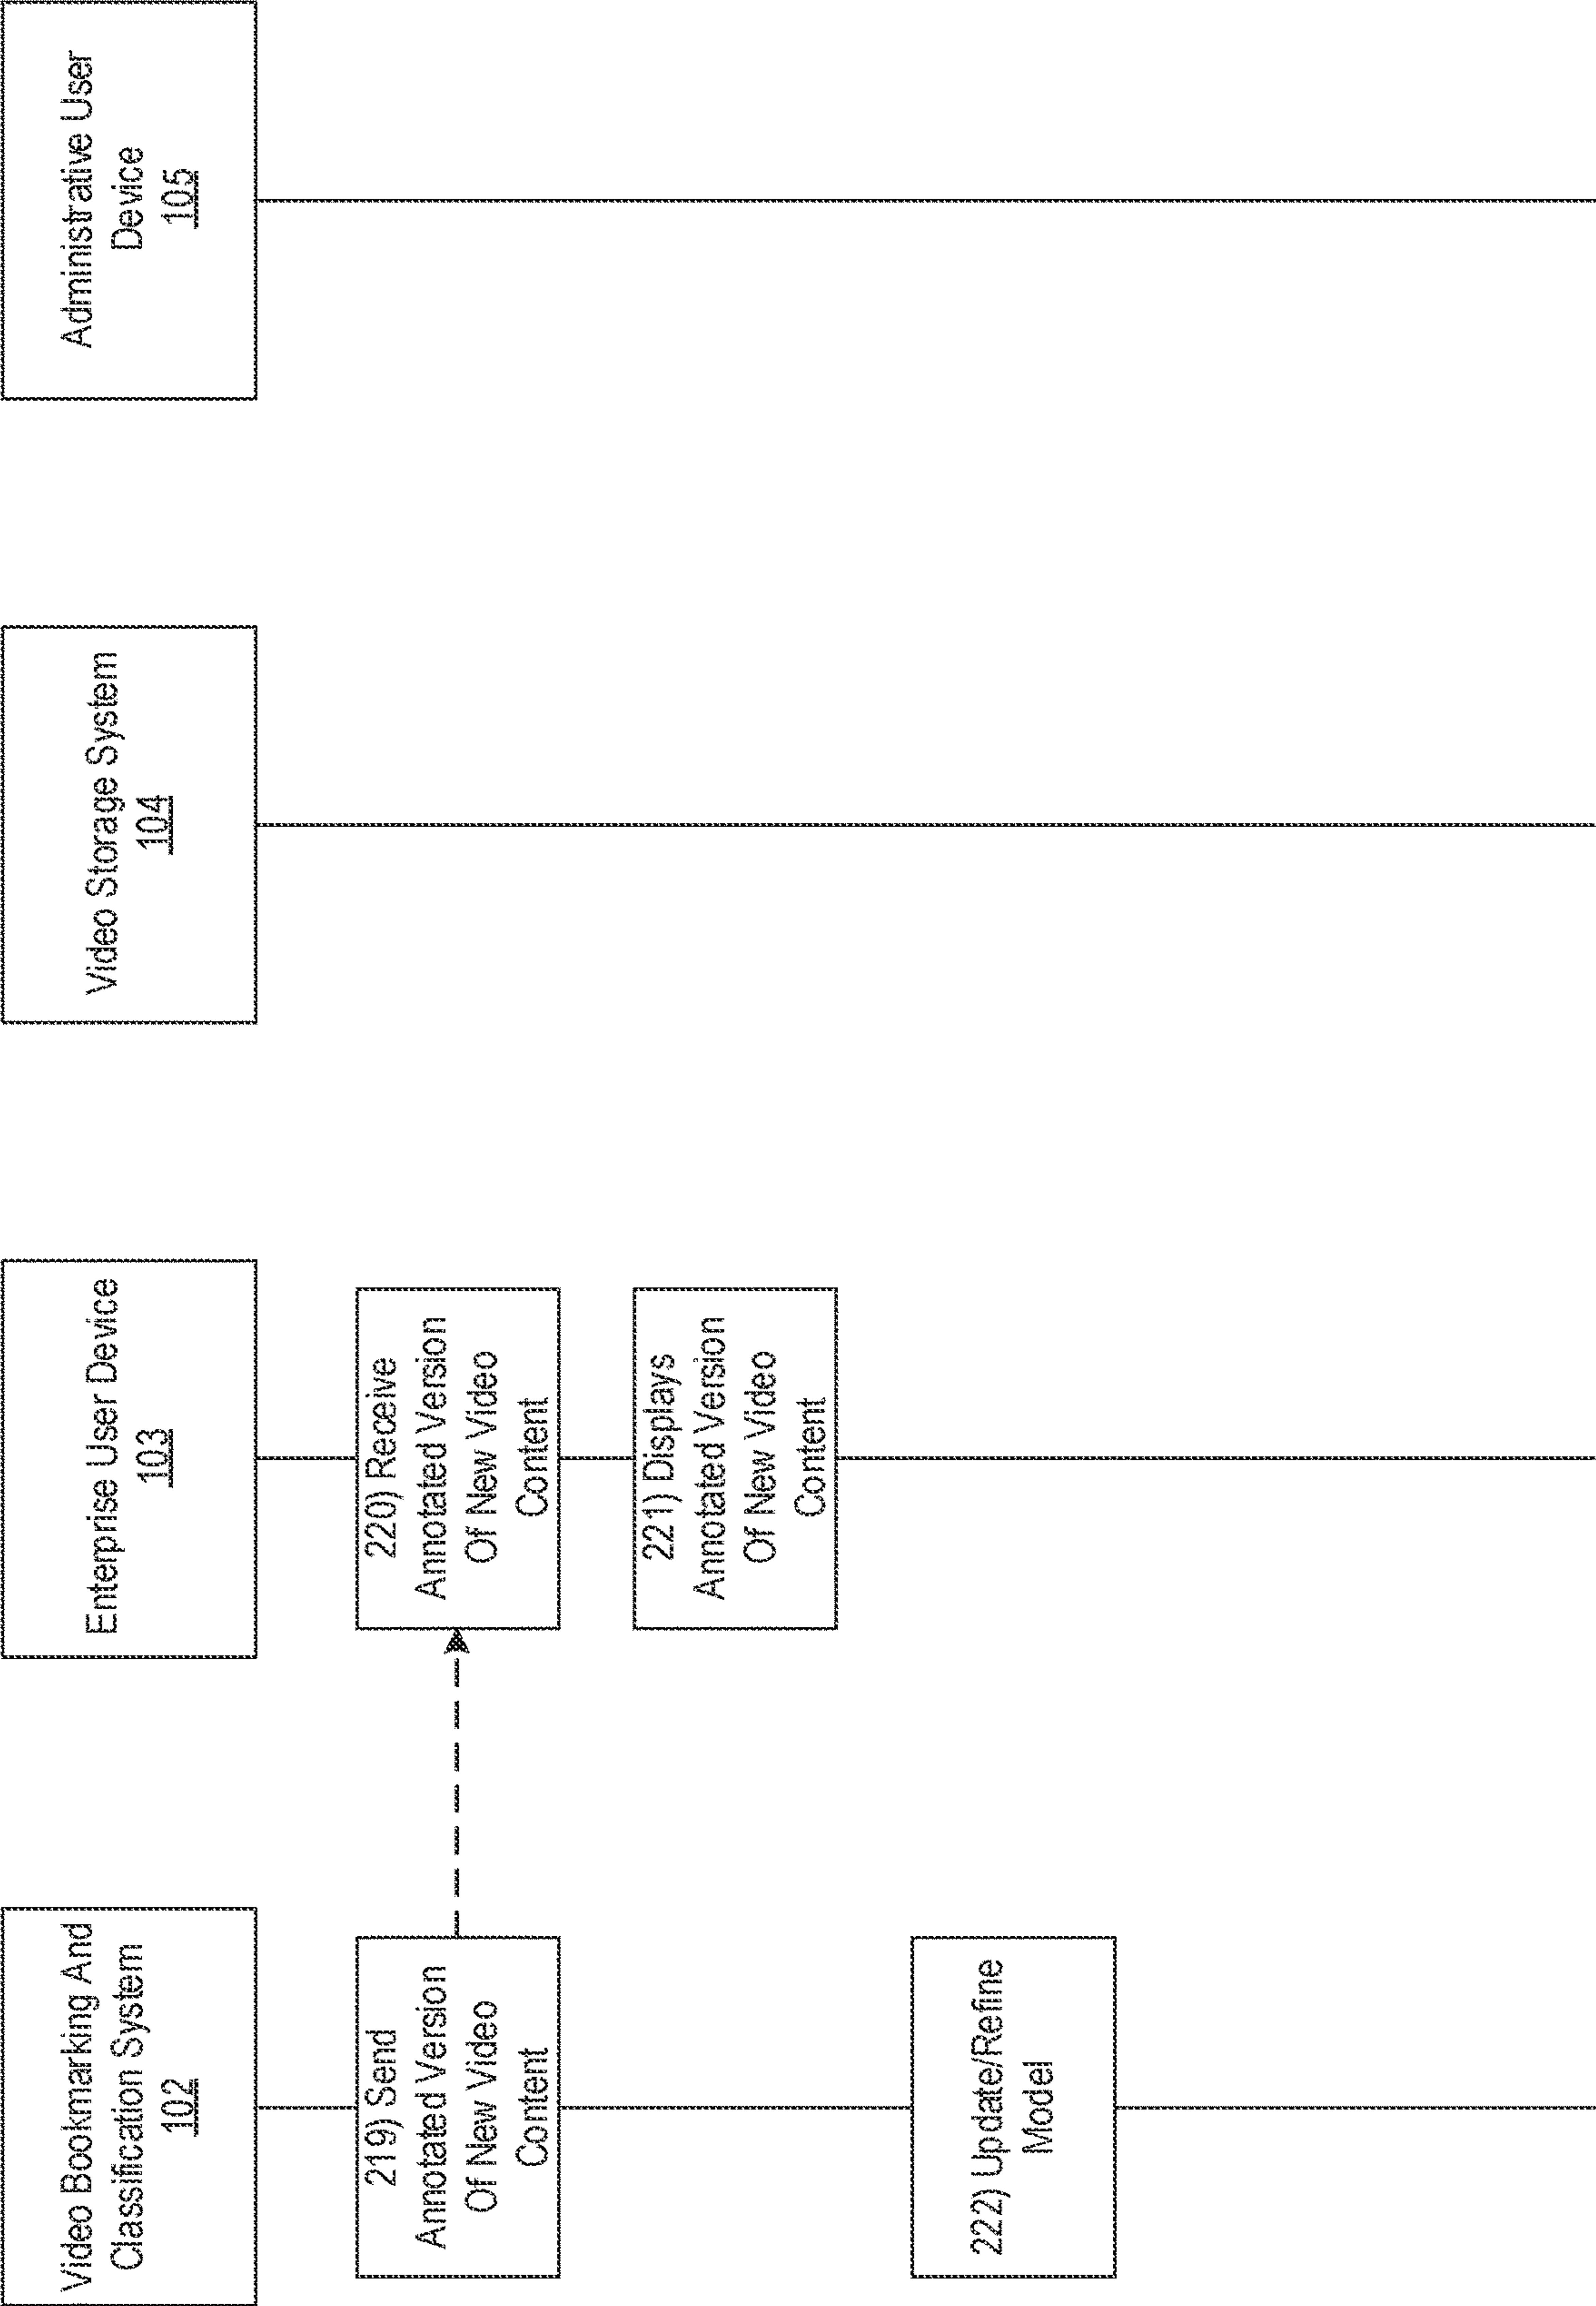 Video Bookmarking And
Classification System
102
Enterprise User Device
103
Video Storage System
104
Administrative User
Device
105
219) Send
Annotated Version
Of New Video
Content
220) Receive
Annotated Version
Of New Video
Content
221) Displays
Annotated Version
Of New Video
Content
222) Update/Refine
Model